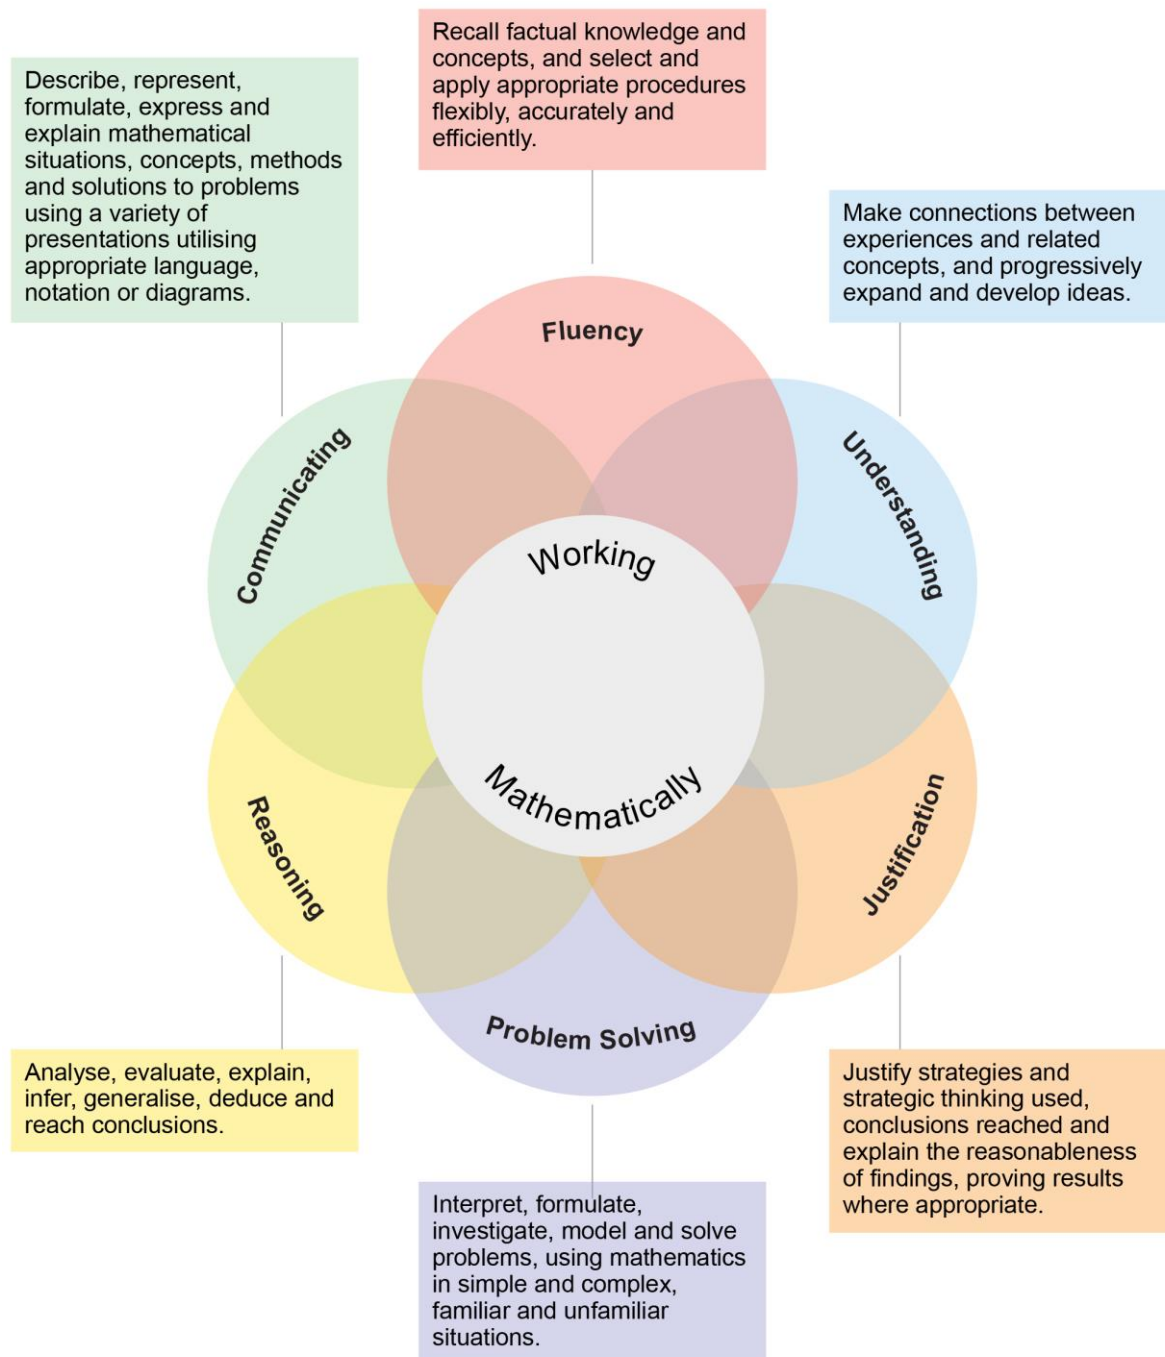 Recall factual knowledge and
concepts, and select and
apply appropriate procedures
flexibly, accurately and
efficiently.
Describe, represent,
formulate, express and
explain mathematical
situations, concepts, methods
and solutions to problems
using a variety of
presentations utilising
appropriate language,
notation or diagrams.
Make connections between
experiences and related
concepts, and progressively
expand and develop ideas.
Fluency
Communicating
Understanding
Working
Mathematically
Reasoning
Justification
Problem Solving
Analyse, evaluate, explain,
infer, generalise, deduce and
reach conclusions.
Justify strategies and
strategic thinking used,
conclusions reached and
explain the reasonableness
of findings, proving results
where appropriate.
Interpret, formulate,
investigate, model and solve
problems, using mathematics
in simple and complex,
familiar and unfamiliar
situations.